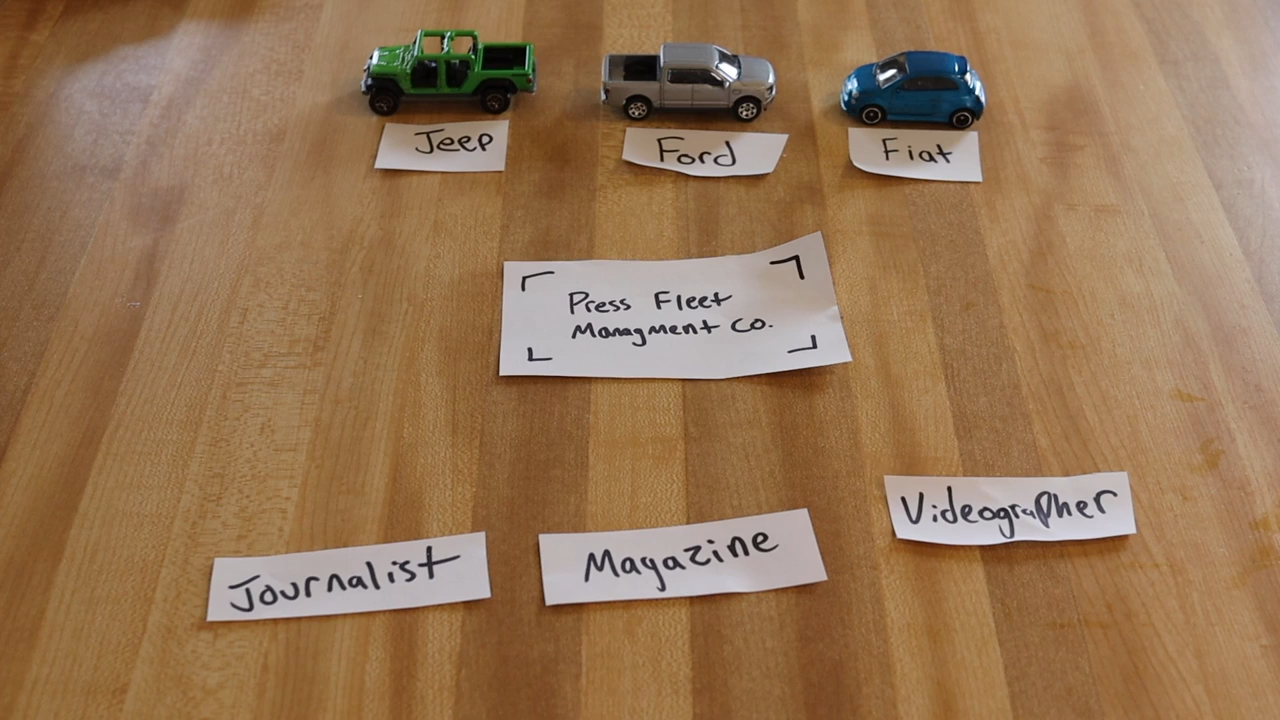 Jeep
Ford
Fiat
Press Fleet
Managment Co.
Videographer
Journalist
Magazine